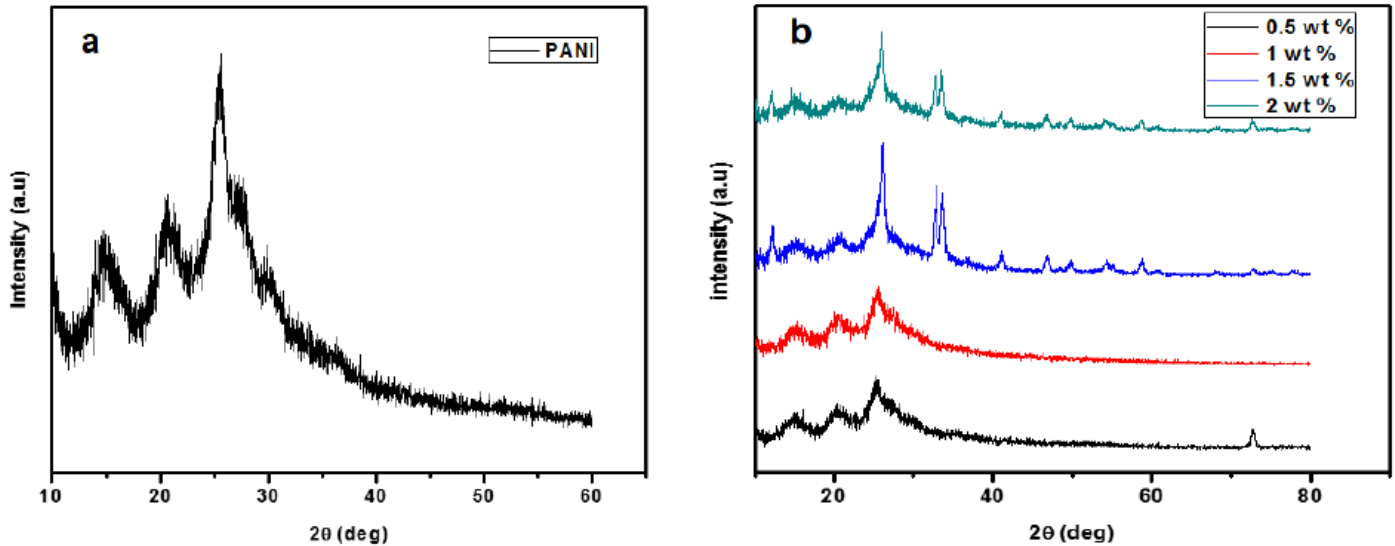 a
PANI
Intensity (a.u)
10 20 30 40 50 60
2θ (deg)
b
0.5 wt %
1 wt %
1.5 wt %
2 wt %
intensity (a.u)
20 40 60 80
2θ (deg)